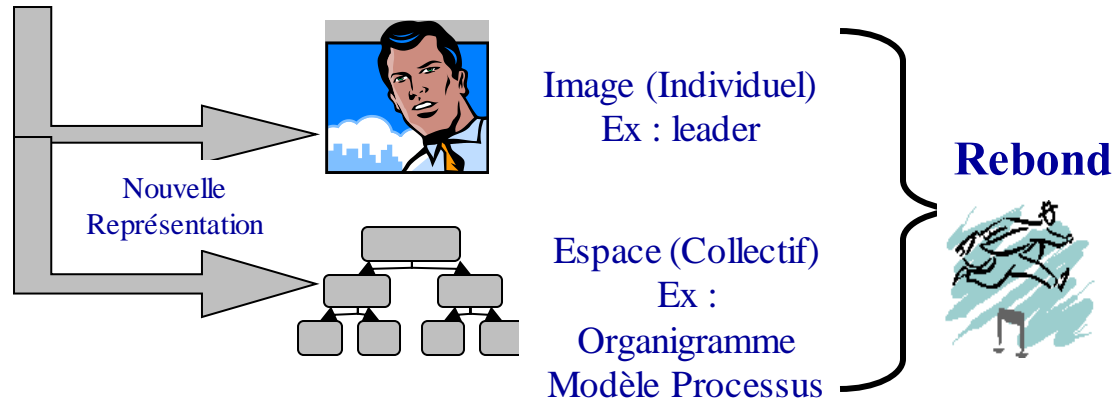 Image (Individuel)
Ex : leader
Rebond
Nouvelle
Représentation
Espace (Collectif)
Ex :
Organigramme
Modèle Processus